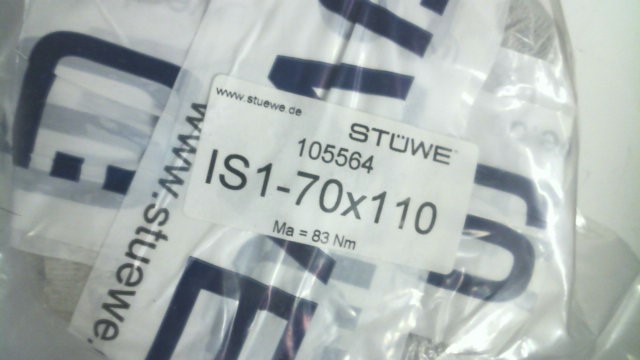 www.stuewe.de
STÜWE
105564
IS1-70x110
Ma = 83 Nm
www.stuewe.